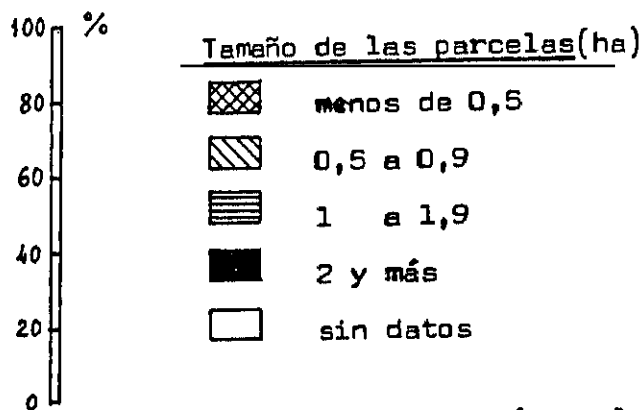 100 %
Tamaño de las parcelas(ha)
80
menos de 0,5
60
0,5 a 0,9
1 a 1,9
40
2 y más
20
sin datos
0